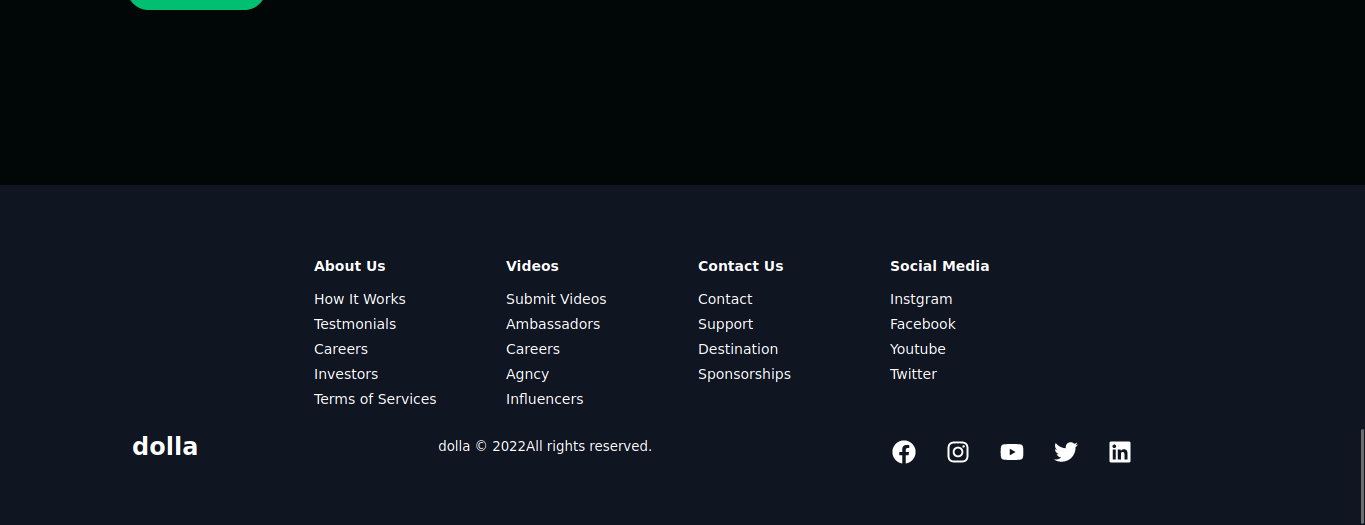 About Us
How It Works
Testmonials
Careers
Investors
Terms of Services
Videos
Submit Videos
Ambassadors
Careers
Agncy
Influencers
Contact Us
Contact
Support
Destination
Sponsorships
Social Media
Instgram
Facebook
Youtube
Twitter
dolla
dolla © 2022All rights reserved.